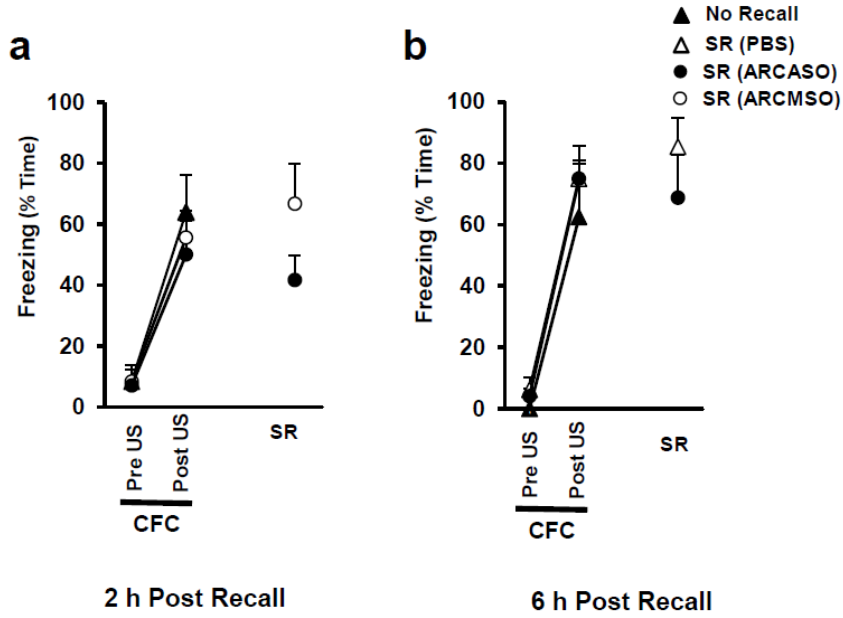 No Recall
SR (PBS)
SR (ARCASO)
SR (ARCMSO)
a
100
80
60
40
20
0
Freezing (% Time)
Pre US
Post US
SR
CFC
2 h Post Recall
b
100
80
60
40
20
0
Freezing (% Time)
Pre US
Post US
SR
CFC
6 h Post Recall